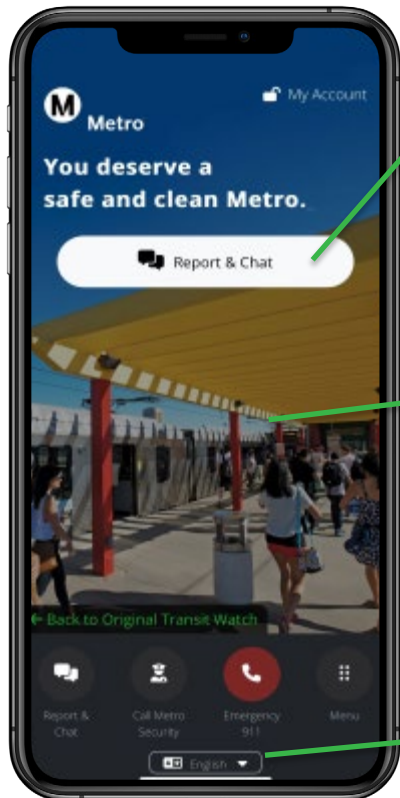 M
Metro
My Account
You deserve a
safe and clean Metro.
Report & Chat
← Back to Original Transit Watch
Report &
Chat
Call Metro
Security
Emergency
911
Menu
English